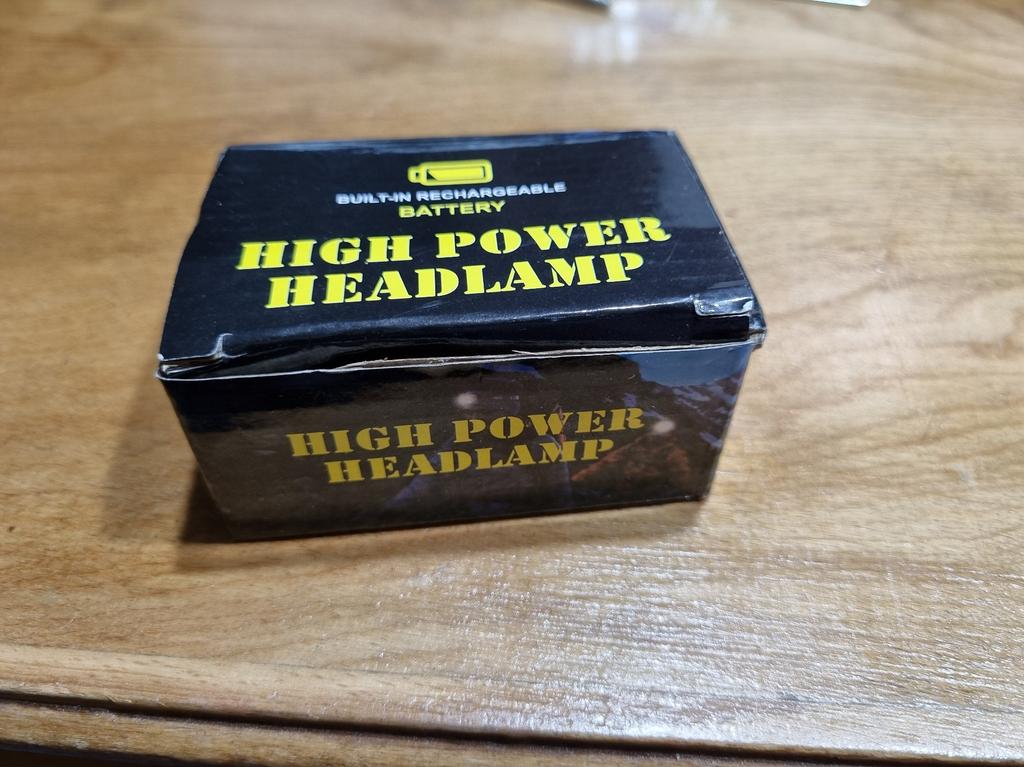 BUILT-IN RECHARGEABLE
BATTERY
HIGH POWER
HEADLAMP
HIGH POWER
HEADLAMP